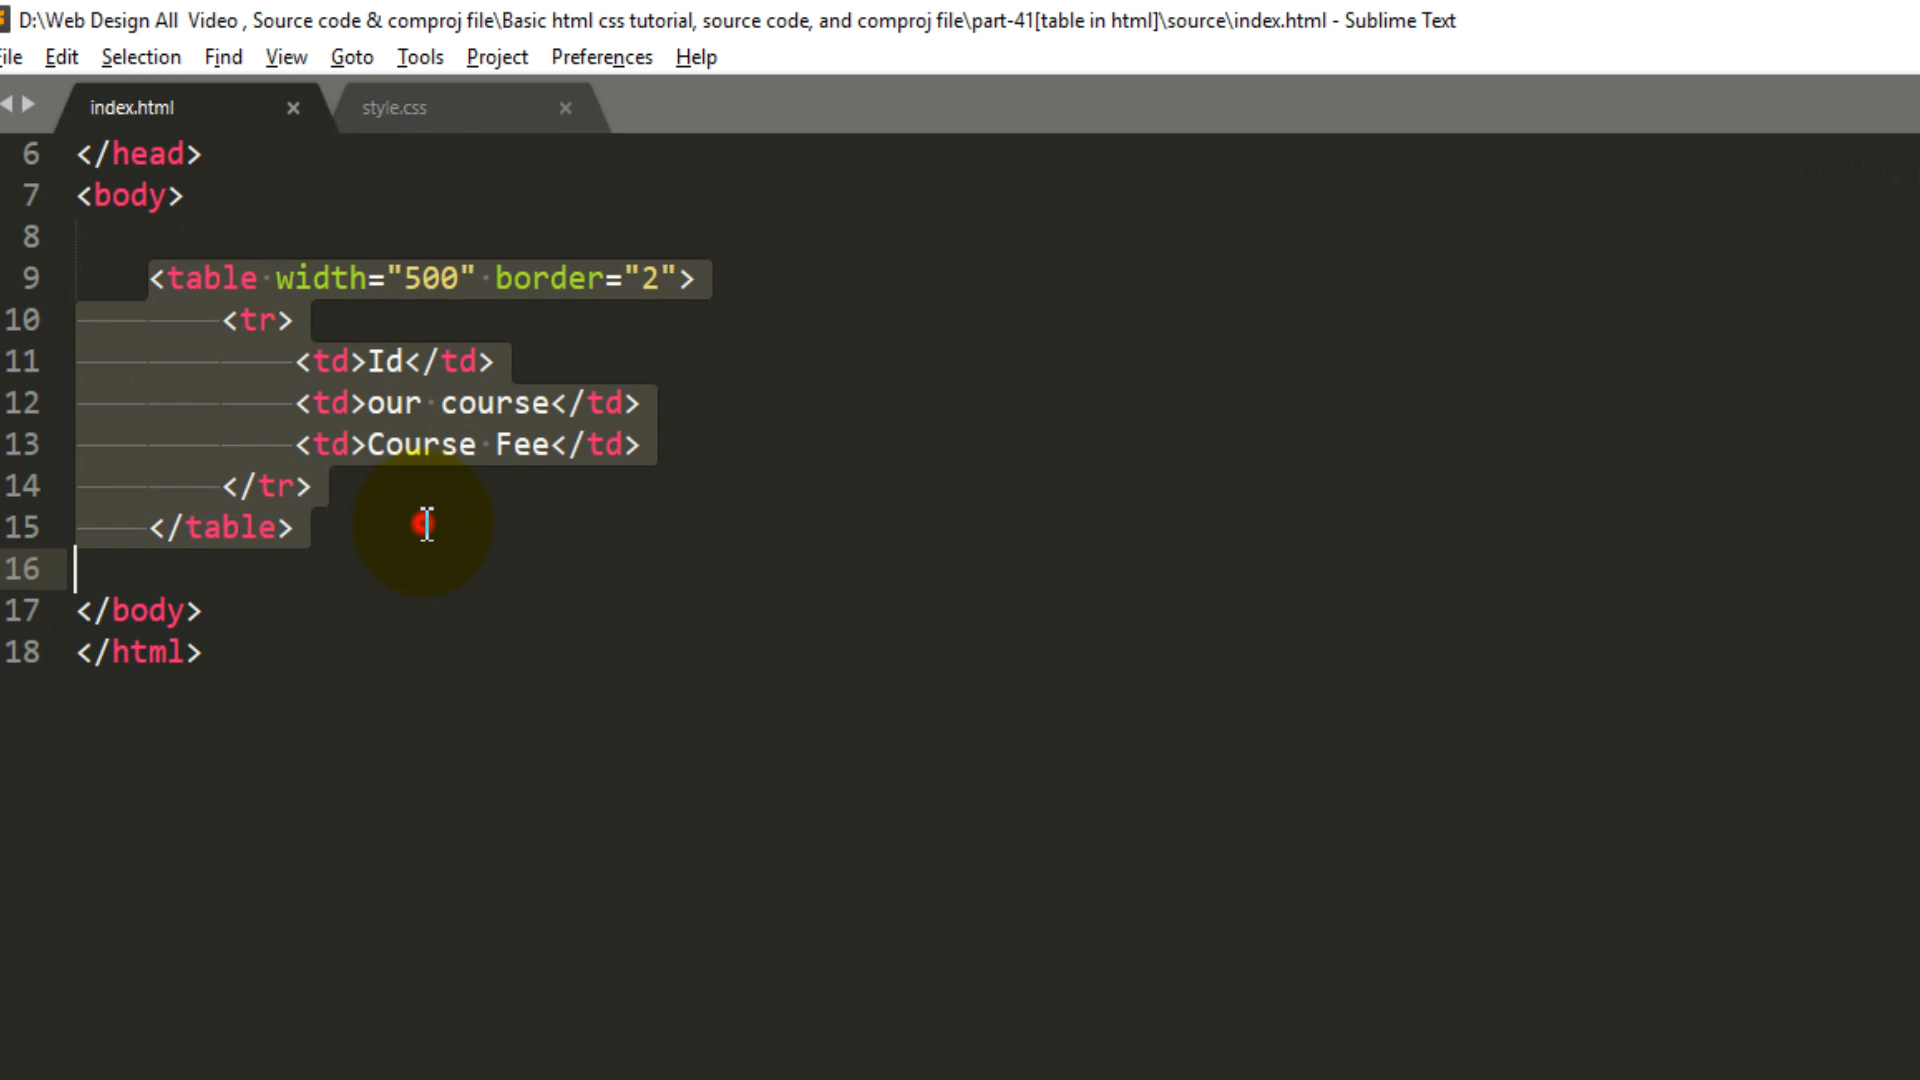 D:\Web Design All  Video , Source code & comproj file\Basic html css tutorial, source code, and comproj file\part-41[table in html]\source\index.html - Sublime Text
File Edit Selection Find View Goto Tools Project Preferences Help
index.html × style.css ×
6 </head>
7 <body>
8
9 <table width="500" border="2">
10 <tr>
11 <td>Id</td>
12 <td>our course</td>
13 <td>Course Fee</td>
14 </tr>
15 </table>
16
17 </body>
18 </html>